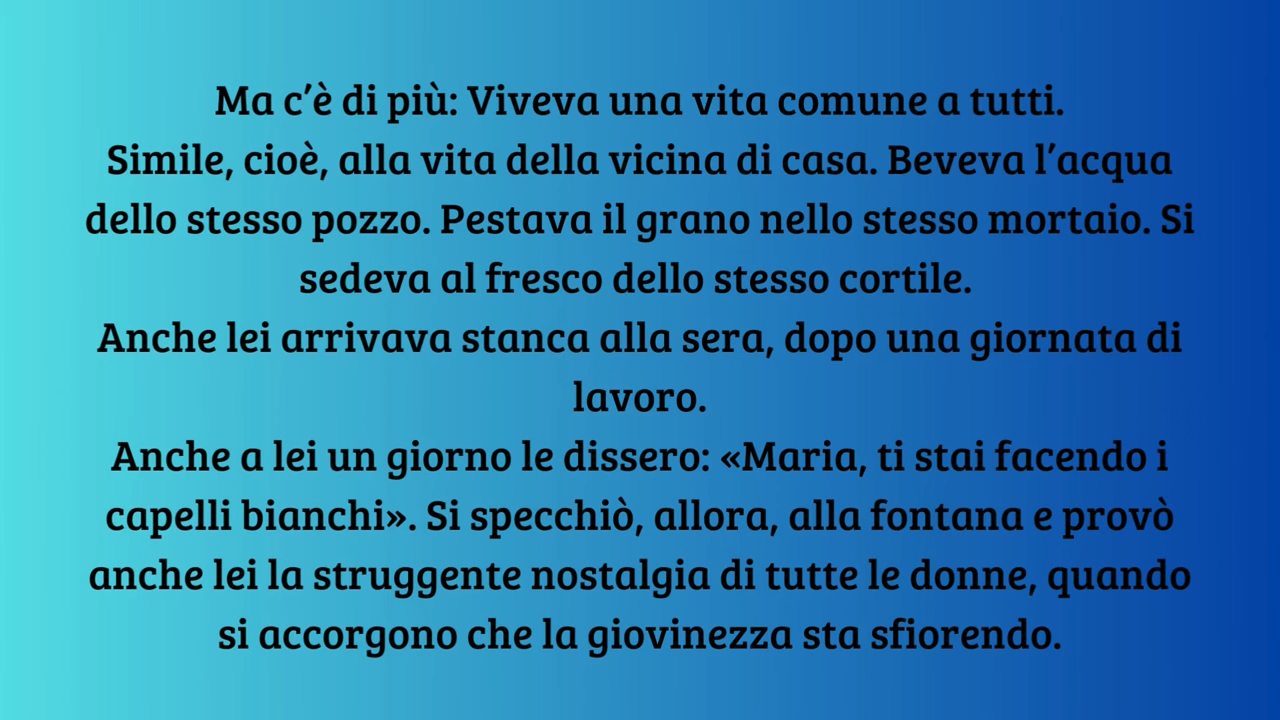 Ma c'è di più: Viveva una vita comune a tutti.
Simile, cioè, alla vita della vicina di casa. Beveva l'acqua
dello stesso pozzo. Pestava il grano nello stesso mortaio. Si
sedeva al fresco dello stesso cortile.
Anche lei arrivava stanca alla sera, dopo una giornata di
lavoro.
Anche a lei un giorno le dissero: «Maria, ti stai facendo i
capelli bianchi». Si specchiò, allora, alla fontana e provò
anche lei la struggente nostalgia di tutte le donne, quando
si accorgono che la giovinezza sta sfiorendo.